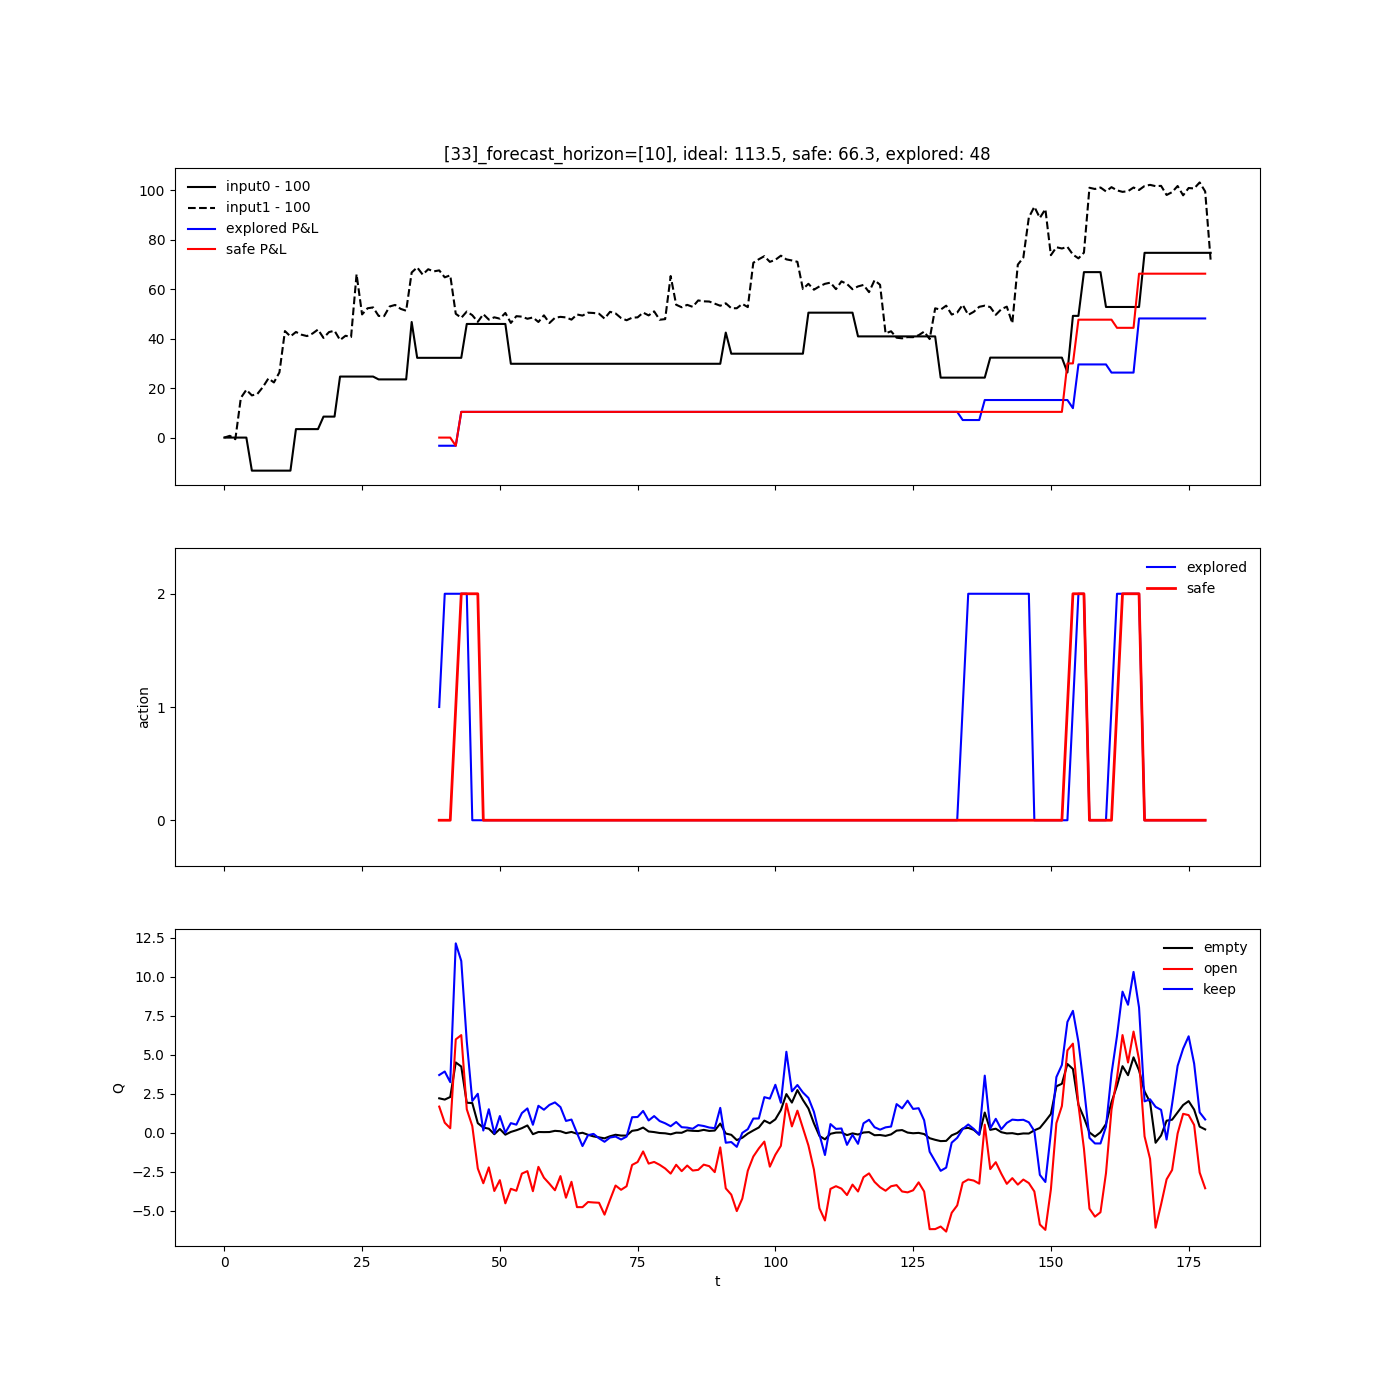 [33]_forecast_horizon=[10], ideal: 113.5, safe: 66.3, explored: 48
input0 - 100
input1 - 100
explored P&L
safe P&L
100
80
60
40
20
0
explored
safe
2
1
0
action
empty
open
keep
12.5
10.0
7.5
5.0
2.5
0.0
−2.5
−5.0
Q
0 25 50 75 100 125 150 175
t